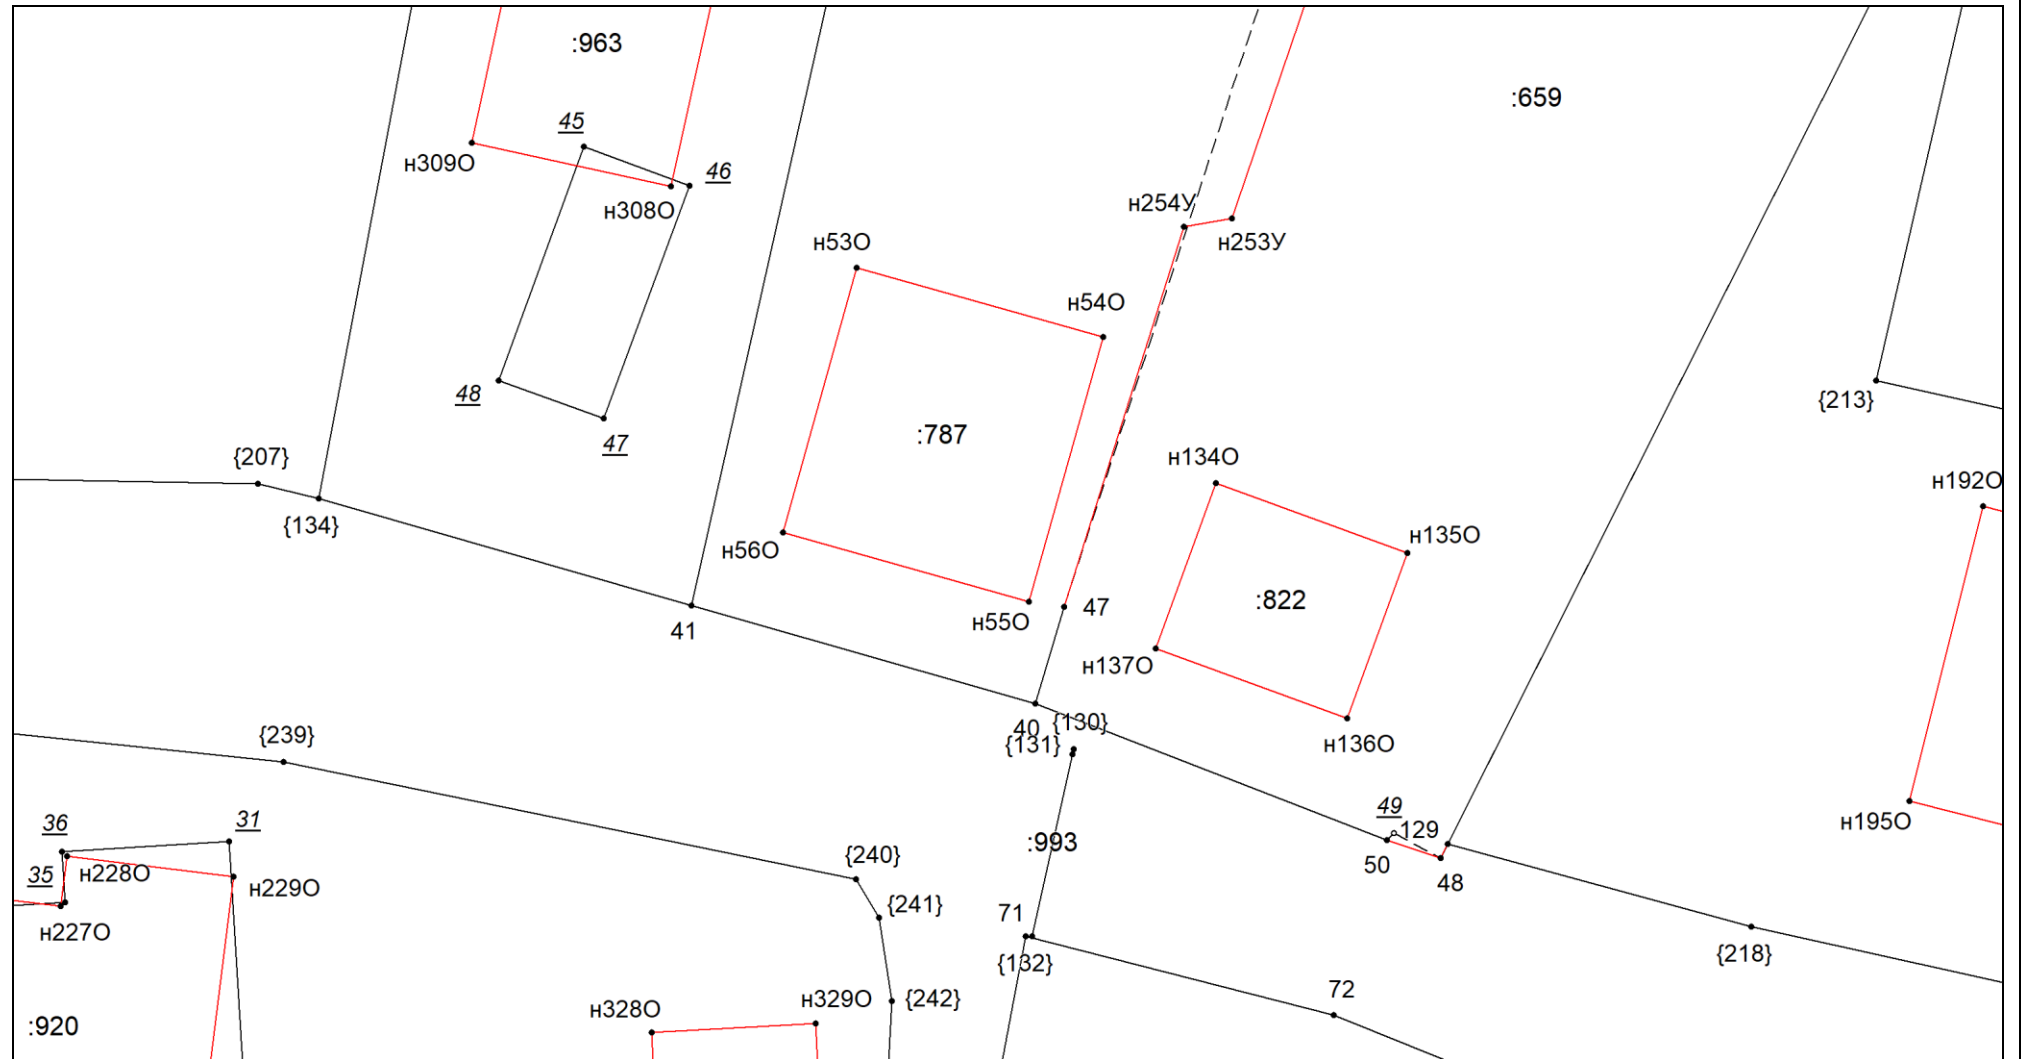 :963
:659
45
н309О
46
н308О
н254У
н253У
н53О
н54О
48
{213}
47
:787
{207}
н134О
н192О
{134}
н135О
н56О
:822
47
н55О
41
н137О
40
{130}
{131}
{239}
н136О
49
36
31
129
н195О
:993
{240}
50
35
н228О
н229О
48
{241}
71
н227О
{218}
{132}
72
{242}
н328О
н329О
:920